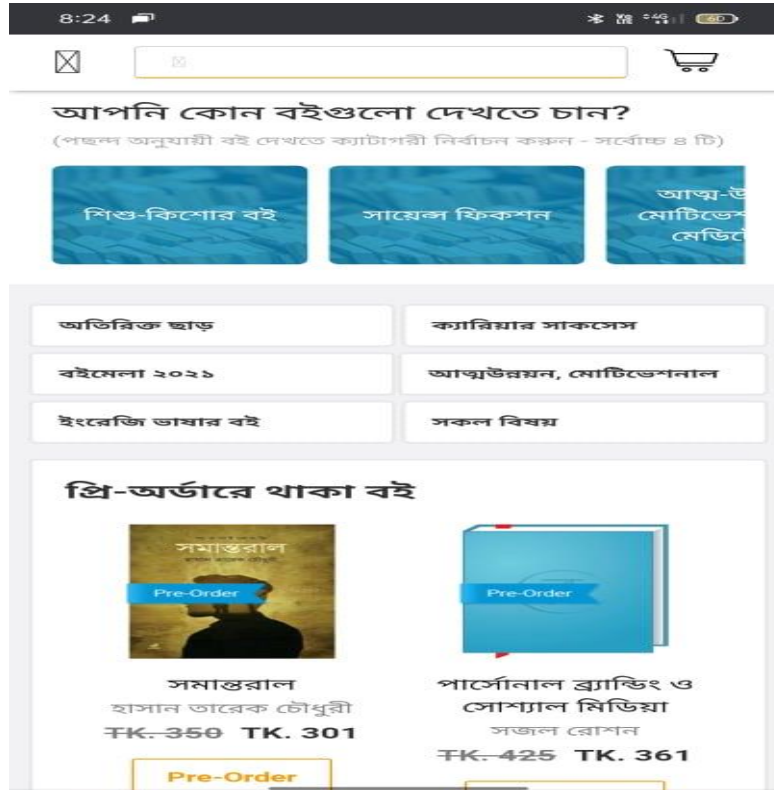 8:24
60
আপনি কোন বইগুলো দেখতে চান?
(পছন্দ অনুযায়ী বই দেখতে ক্যাটাগরী নির্বাচন করুন - সর্বোচ্চ ৪ টি)
শিশু-কিশোর বই
সায়েন্স ফিকশন
আত্ম-উ
মোটিভেশ
মেডিটে
অতিরিক্ত ছাড়
ক্যারিয়ার সাকসেস
বইমেলা ২০২১
আত্মউন্নয়ন, মোটিভেশনাল
ইংরেজি ভাষার বই
সকল বিষয়
প্রি-অর্ডারে থাকা বই
সমান্তরাল
হাসান তারেক চৌধুরী
Pre-Order
Pre-Order
সমান্তরাল
হাসান তারেক চৌধুরী
TK. 350 TK. 301
Pre-Order
পার্সোনাল ব্র্যান্ডিং ও
সোশ্যাল মিডিয়া
সজল রোশন
TK. 425 TK. 361